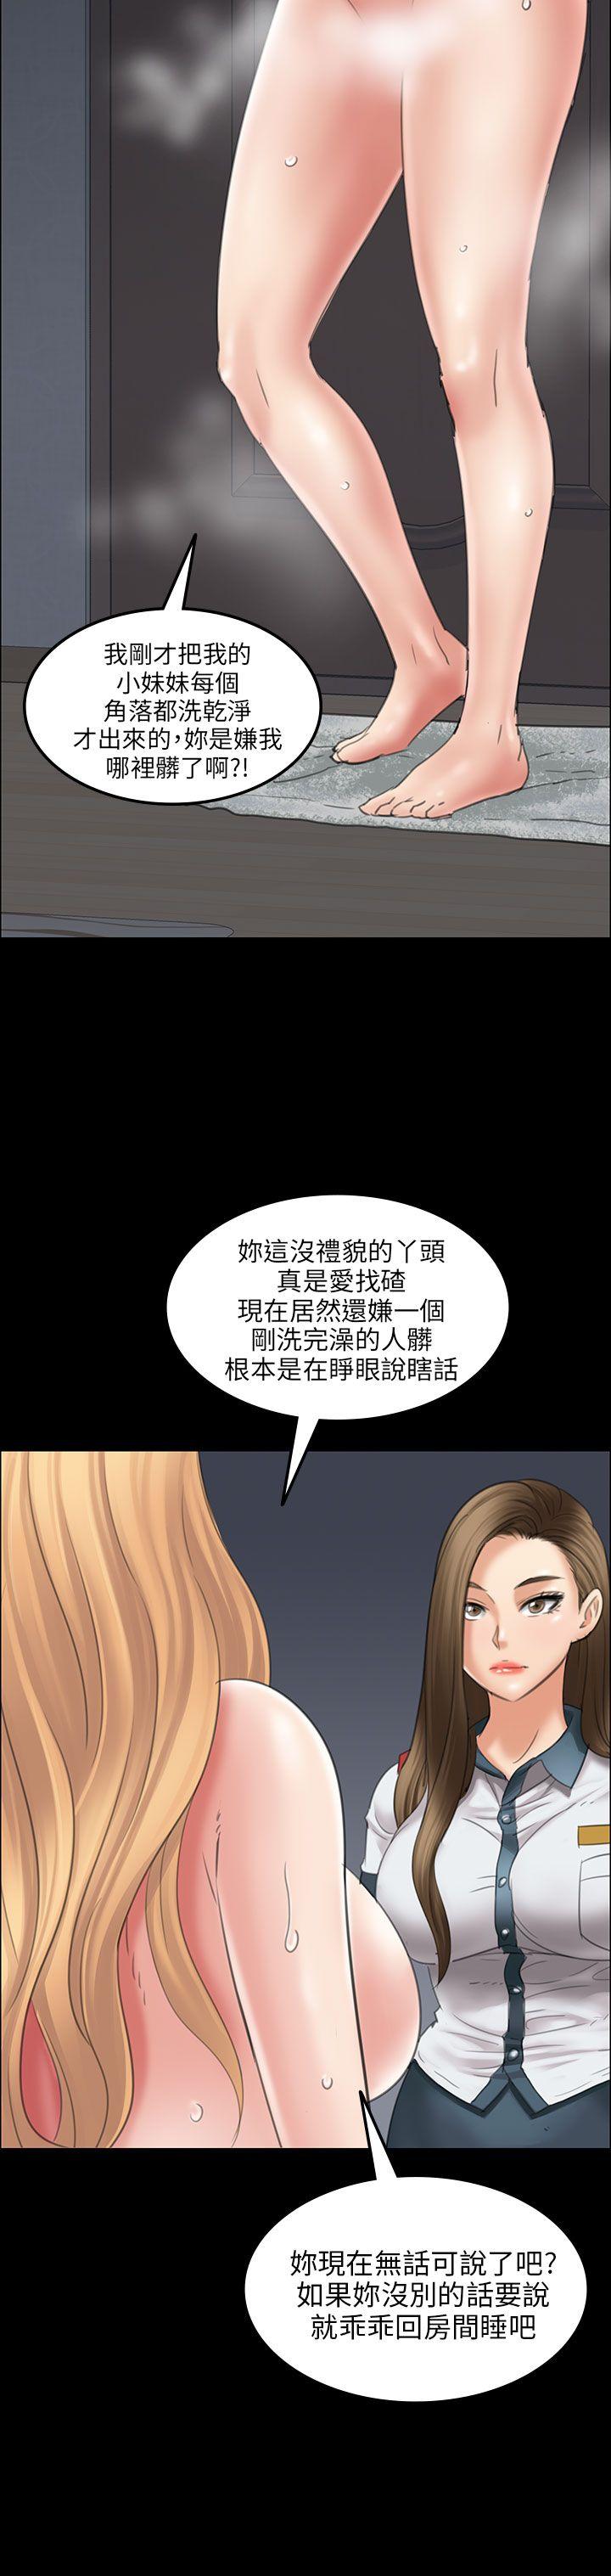 我剛才把我的
小妹妹每個
角落都洗乾淨
才出來的，妳是嫌我
哪裡髒了啊?!
妳這沒禮貌的丫頭
真是愛找碴
現在居然還嫌一個
剛洗完澡的人髒
根本是在睜眼說瞎話
妳現在無話可說了吧?
如果妳沒別的話要說
就乖乖回房間睡吧